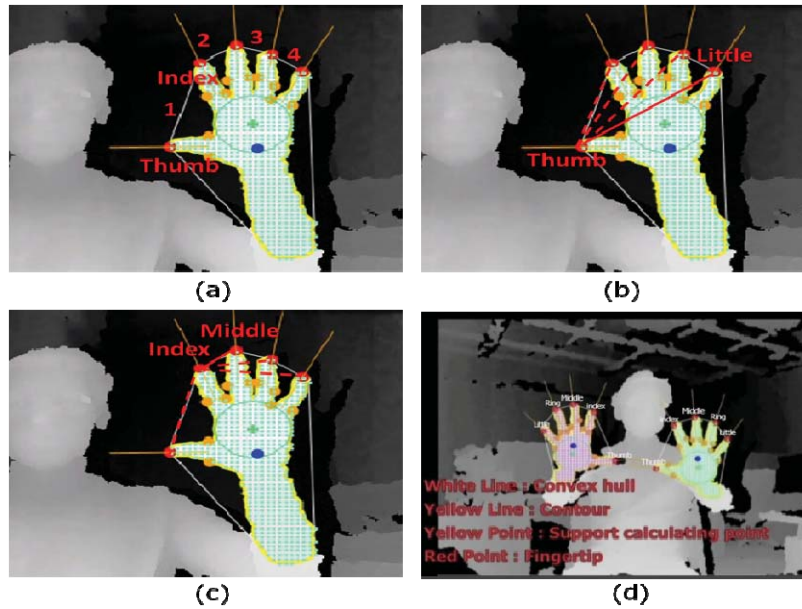 2 3 4
Index
1
Thumb
(a)
Little
Thumb
(b)
Middle
Index
(c)
Ring Middle Index
Little
Thumb
Index Middle Ring
Little
Thumb
White Line : Convex hull
Yellow Line : Contour
Yellow Point : Support calculating point
Red Point : Fingertip
(d)